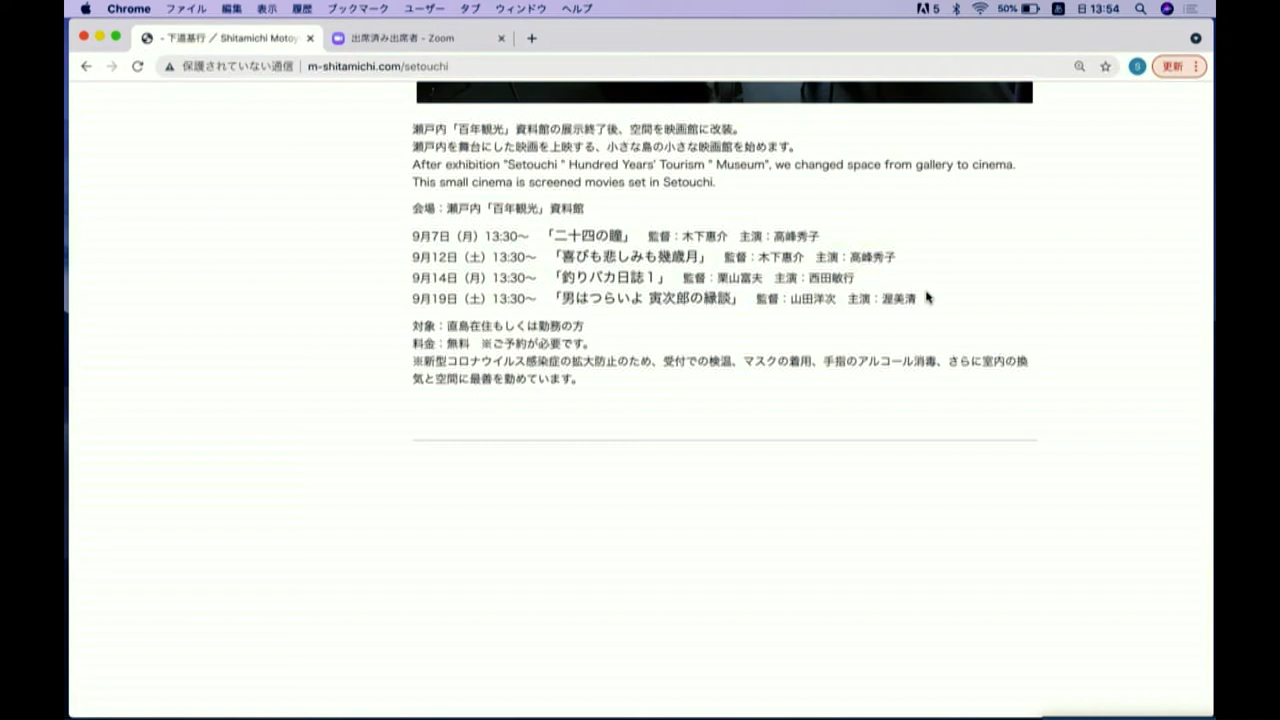 Chrome ファイル 編集 表示 履歴 ブックマーク ユーザー タブ ウィンドウ ヘルプ 5 50% あ 日 13:54
- 下道基行 ／ Shitamichi Motoy 出席済み出席者 - Zoom
保護されていない通信 | m-shitamichi.com/setouchi S 更新
瀬戸内「百年観光」資料館の展示終了後、空間を映画館に改装。
瀬戸内を舞台にした映画を上映する、小さな島の小さな映画館を始めます。
After exhibition "Setouchi " Hundred Years' Tourism " Museum", we changed space from gallery to cinema.
This small cinema is screened movies set in Setouchi.
会場：瀬戸内「百年観光」資料館
9月7日（月）13:30〜 「二十四の瞳」 監督：木下惠介 主演：高峰秀子
9月12日（土）13:30〜 「喜びも悲しみも幾歳月」 監督：木下惠介 主演：高峰秀子
9月14日（月）13:30〜 「釣りバカ日誌１」 監督：栗山富夫 主演：西田敏行
9月19日（土）13:30〜 「男はつらいよ 寅次郎の縁談」 監督：山田洋次 主演：渥美清
対象：直島在住もしくは勤務の方
料金：無料 ※ご予約が必要です。
※新型コロナウイルス感染症の拡大防止のため、受付での検温、マスクの着用、手指のアルコール消毒、さらに室内の換
気と空間に最善を勤めています。